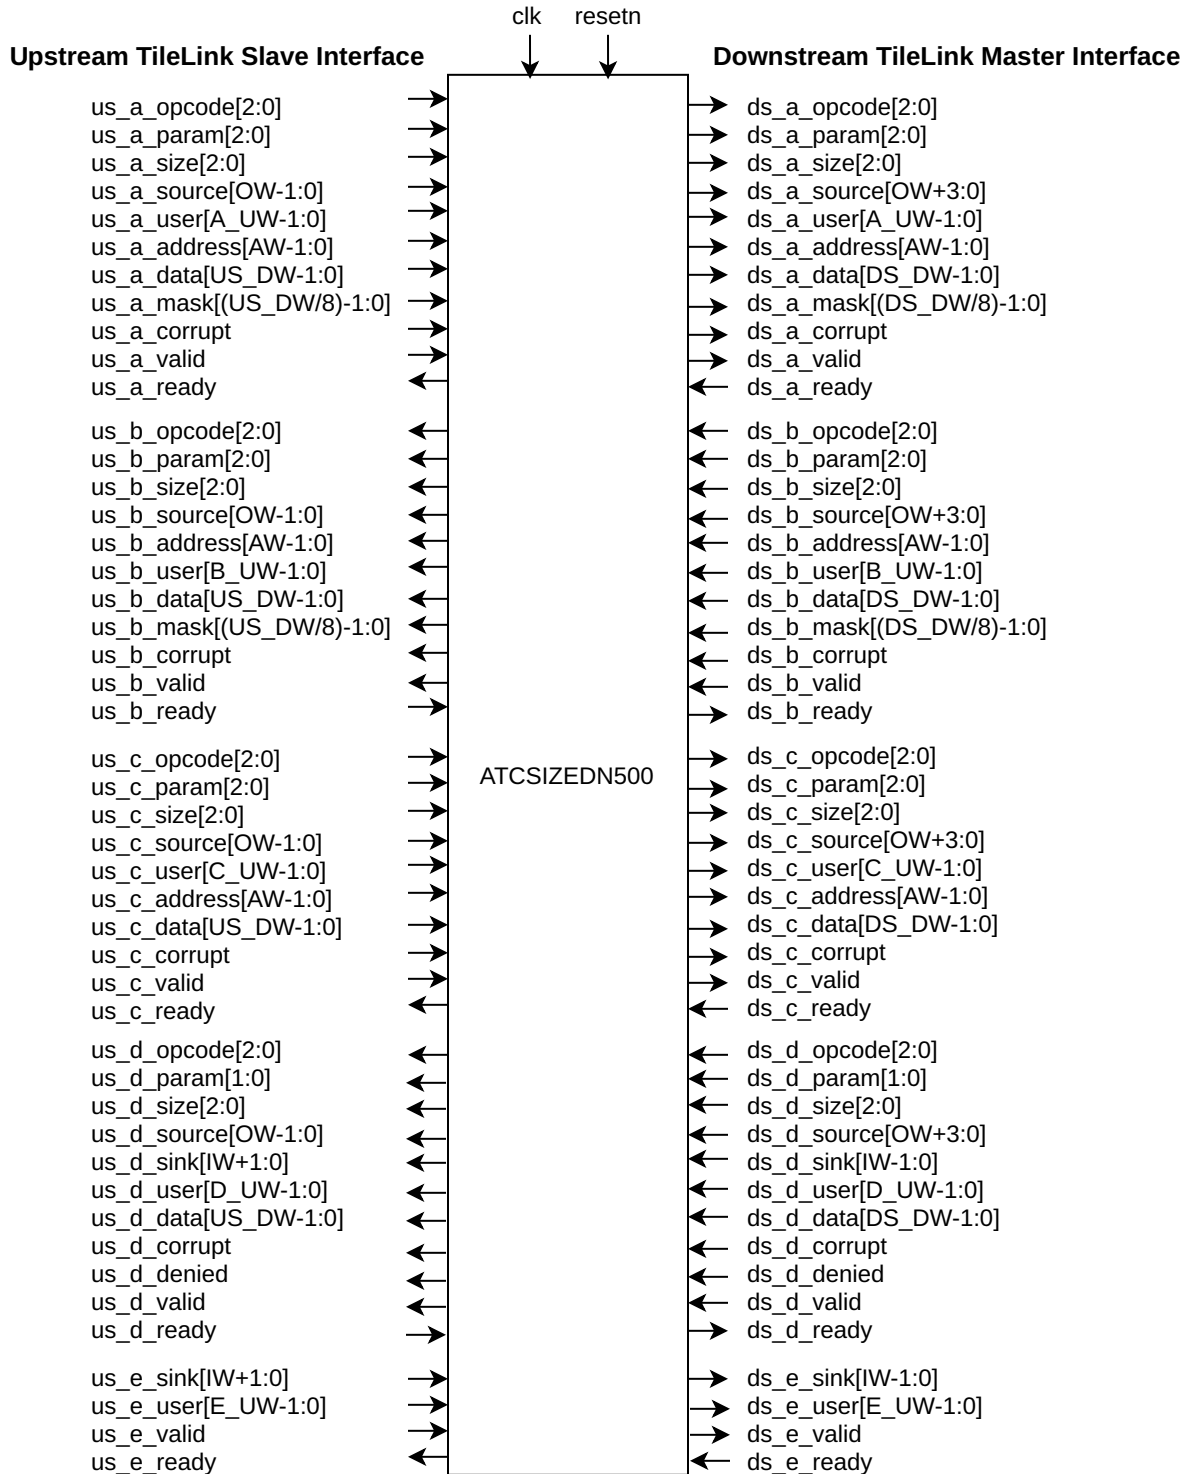 clk resetn
Upstream TileLink Slave Interface
Downstream TileLink Master Interface
us_a_opcode[2:0]
us_a_param[2:0]
us_a_size[2:0]
us_a_source[OW-1:0]
us_a_user[A_UW-1:0]
us_a_address[AW-1:0]
us_a_data[US_DW-1:0]
us_a_mask[(US_DW/8)-1:0]
us_a_corrupt
us_a_valid
us_a_ready
us_b_opcode[2:0]
us_b_param[2:0]
us_b_size[2:0]
us_b_source[OW-1:0]
us_b_address[AW-1:0]
us_b_user[B_UW-1:0]
us_b_data[US_DW-1:0]
us_b_mask[(US_DW/8)-1:0]
us_b_corrupt
us_b_valid
us_b_ready
us_c_opcode[2:0]
us_c_param[2:0]
us_c_size[2:0]
us_c_source[OW-1:0]
us_c_user[C_UW-1:0]
us_c_address[AW-1:0]
us_c_data[US_DW-1:0]
us_c_corrupt
us_c_valid
us_c_ready
us_d_opcode[2:0]
us_d_param[1:0]
us_d_size[2:0]
us_d_source[OW-1:0]
us_d_sink[IW+1:0]
us_d_user[D_UW-1:0]
us_d_data[US_DW-1:0]
us_d_corrupt
us_d_denied
us_d_valid
us_d_ready
us_e_sink[IW+1:0]
us_e_user[E_UW-1:0]
us_e_valid
us_e_ready
ATCSIZEDN500
ds_a_opcode[2:0]
ds_a_param[2:0]
ds_a_size[2:0]
ds_a_source[OW+3:0]
ds_a_user[A_UW-1:0]
ds_a_address[AW-1:0]
ds_a_data[DS_DW-1:0]
ds_a_mask[(DS_DW/8)-1:0]
ds_a_corrupt
ds_a_valid
ds_a_ready
ds_b_opcode[2:0]
ds_b_param[2:0]
ds_b_size[2:0]
ds_b_source[OW+3:0]
ds_b_address[AW-1:0]
ds_b_user[B_UW-1:0]
ds_b_data[DS_DW-1:0]
ds_b_mask[(DS_DW/8)-1:0]
ds_b_corrupt
ds_b_valid
ds_b_ready
ds_c_opcode[2:0]
ds_c_param[2:0]
ds_c_size[2:0]
ds_c_source[OW+3:0]
ds_c_user[C_UW-1:0]
ds_c_address[AW-1:0]
ds_c_data[DS_DW-1:0]
ds_c_corrupt
ds_c_valid
ds_c_ready
ds_d_opcode[2:0]
ds_d_param[1:0]
ds_d_size[2:0]
ds_d_source[OW+3:0]
ds_d_sink[IW-1:0]
ds_d_user[D_UW-1:0]
ds_d_data[DS_DW-1:0]
ds_d_corrupt
ds_d_denied
ds_d_valid
ds_d_ready
ds_e_sink[IW-1:0]
ds_e_user[E_UW-1:0]
ds_e_valid
ds_e_ready